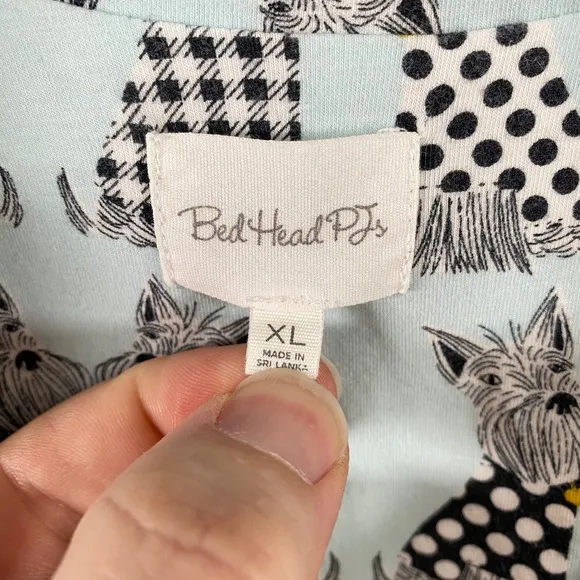 Bed Head PJs
XL
MADE IN
SRI LANKA